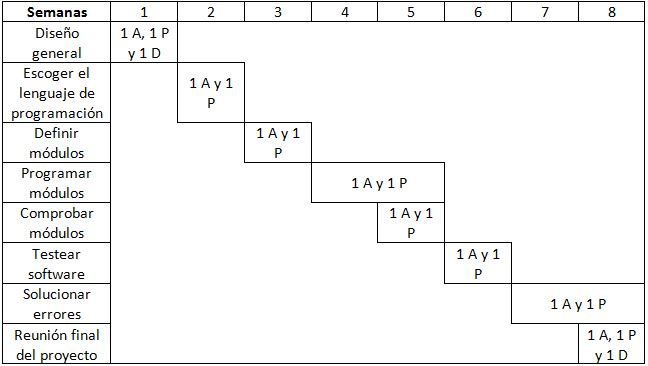 Semanas 1 2 3 4 5 6 7 8
Diseño
general
1 A, 1 P
y 1 D
Escoger el
lenguaje de
programación
1 A y 1
P
Definir
módulos
1 A y 1
P
Programar
módulos
1 A y 1 P
Comprobar
módulos
1 A y 1
P
Testear
software
1 A y 1
P
Solucionar
errores
1 A y 1 P
Reunión final
del proyecto
1 A, 1 P
y 1 D